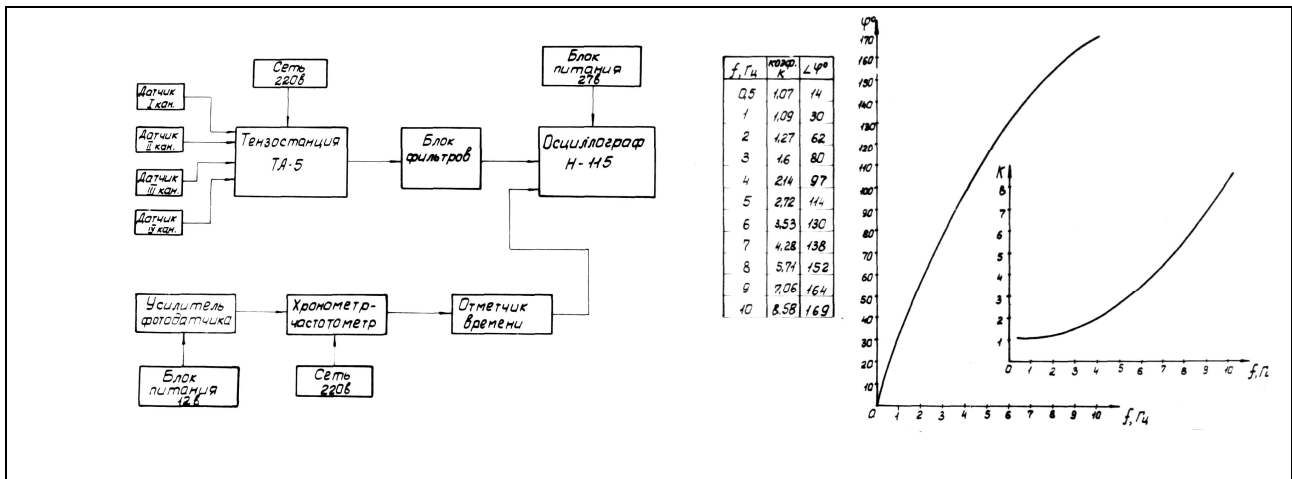 Датчик
I кан.
Датчик
II кан.
Датчик
III кан.
Датчик
IV кан.
Сеть
220в
Тензостанция
ТА-5
Блок
фильтров
Блок
питания
27в
Осциллограф
Н-115
Усилитель
фотодатчика
Хронометр-
частотометр
Отметчик
времени
Блок
питания
12в
Сеть
220в
f, Гц коэф. К ∠φ°
0,5 1,07 14
1 1,09 30
2 1,27 62
3 1,6 80
4 2,14 97
5 2,72 114
6 3,53 130
7 4,28 138
8 5,71 152
9 7,06 164
10 8,58 169
φ°
170
160
150
140
130
120
110
100
90
80
70
60
50
40
30
20
10
0 1 2 3 4 5 6 7 8 9 10 f, Гц
К
8
7
6
5
4
3
2
1
0 1 2 3 4 5 6 7 8 9 10 f, Г